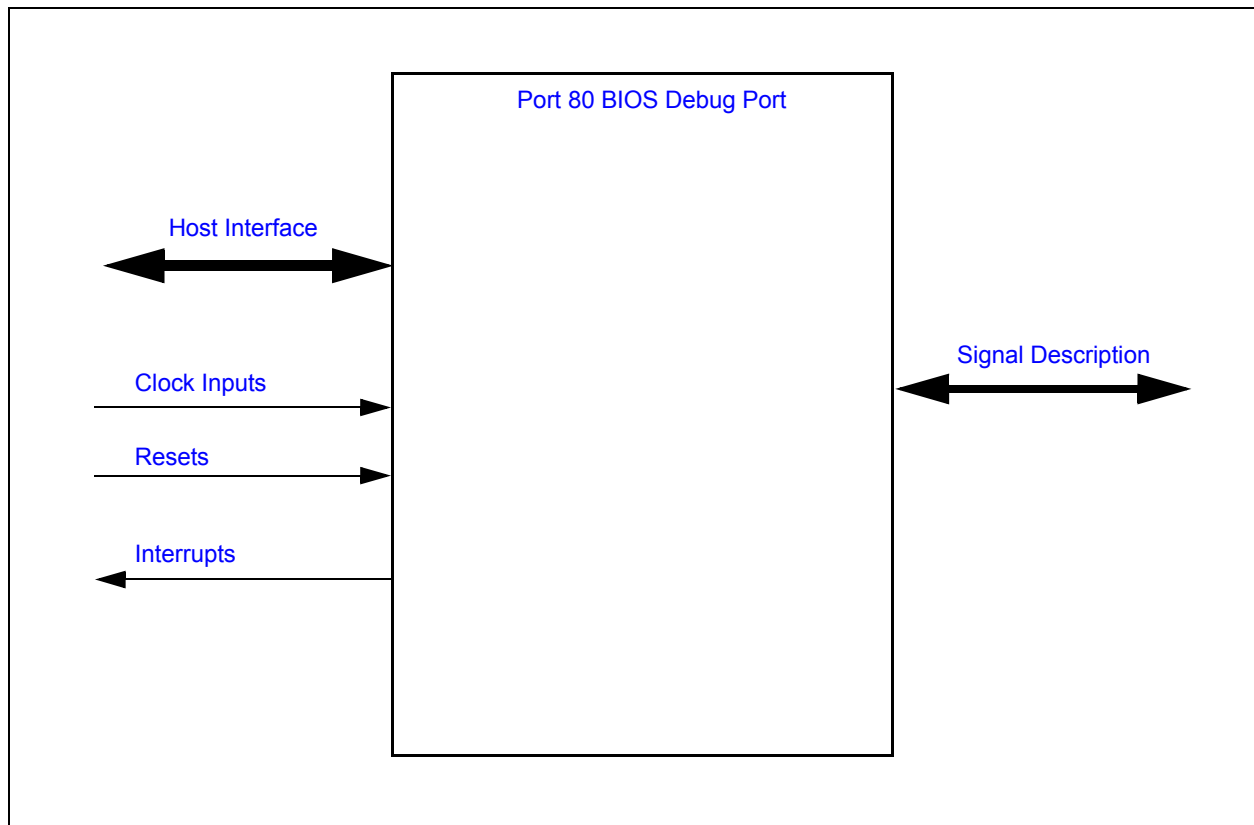 Port 80 BIOS Debug Port
Host Interface
Signal Description
Clock Inputs
Resets
Interrupts